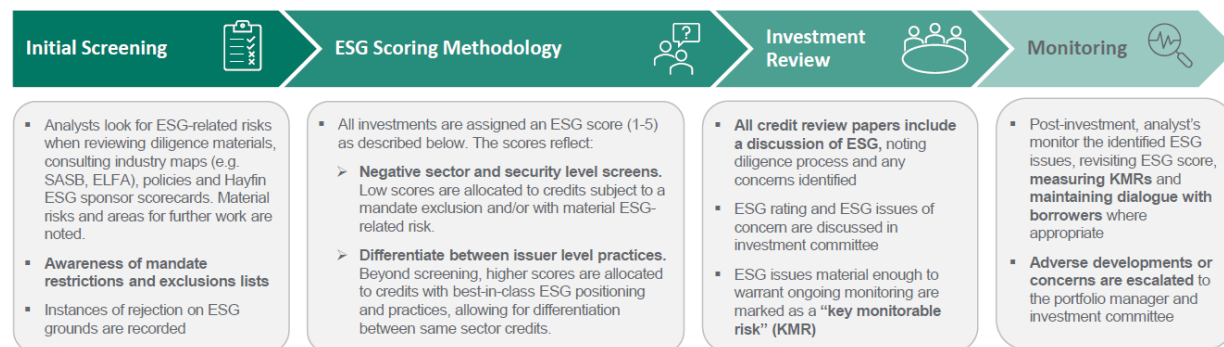 Initial Screening
ESG Scoring Methodology
Investment
Review
Monitoring
▪ Analysts look for ESG-related risks
when reviewing diligence materials,
consulting industry maps (e.g.
SASB, ELFA), policies and Hayfin
ESG sponsor scorecards. Material
risks and areas for further work are
noted.
▪ Awareness of mandate
restrictions and exclusions lists
▪ Instances of rejection on ESG
grounds are recorded
▪ All investments are assigned an ESG score (1-5)
as described below. The scores reflect:
➢ Negative sector and security level screens.
Low scores are allocated to credits subject to a
mandate exclusion and/or with material ESG-
related risk.
➢ Differentiate between issuer level practices.
Beyond screening, higher scores are allocated
to credits with best-in-class ESG positioning
and practices, allowing for differentiation
between same sector credits.
▪ All credit review papers include
a discussion of ESG, noting
diligence process and any
concerns identified
▪ ESG rating and ESG issues of
concern are discussed in
investment committee
▪ ESG issues material enough to
warrant ongoing monitoring are
marked as a “key monitorable
risk” (KMR)
▪ Post-investment, analyst’s
monitor the identified ESG
issues, revisiting ESG score,
measuring KMRs and
maintaining dialogue with
borrowers where
appropriate
▪ Adverse developments or
concerns are escalated to
the portfolio manager and
investment committee